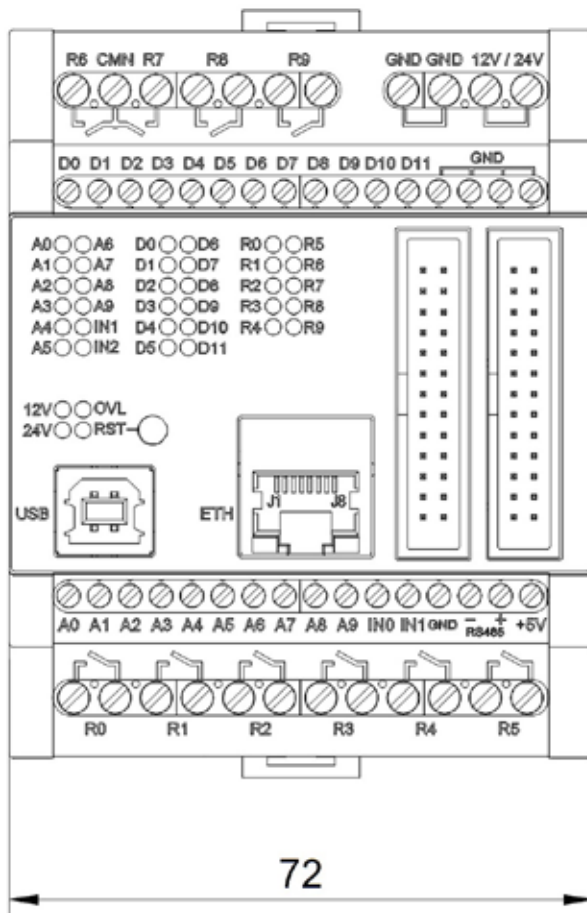 R6 CMN R7 R8 R9 GND GND 12V / 24V
D0 D1 D2 D3 D4 D5 D6 D7 D8 D9 D10 D11 GND
A0 A6 D0 D6 R0 R5
A1 A7 D1 D7 R1 R6
A2 A8 D2 D8 R2 R7
A3 A9 D3 D9 R3 R8
A4 IN1 D4 D10 R4 R9
A5 IN2 D5 D11
12V OVL
24V RST
USB ETH J1 J8
A0 A1 A2 A3 A4 A5 A6 A7 A8 A9 IN0 IN1 GND − + +5V
RS485
R0 R1 R2 R3 R4 R5
72